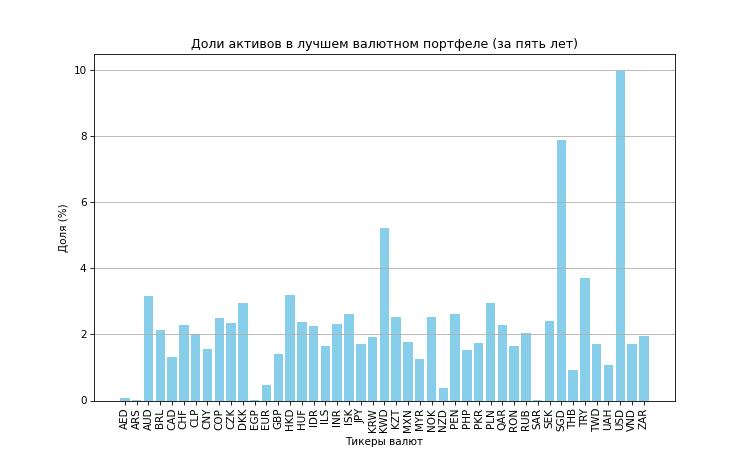 Доли активов в лучшем валютном портфеле (за пять лет)
10
8
6
4
2
0
Доля (%)
AED ARS AUD BRL CAD CHF CLP CNY COP CZK DKK EGP EUR GBP HKD HUF IDR ILS INR ISK JPY KRW KWD KZT MXN MYR NOK NZD PEN PHP PKR PLN QAR RON RUB SAR SEK SGD THB TRY TWD UAH USD VND ZAR
Тикеры валют